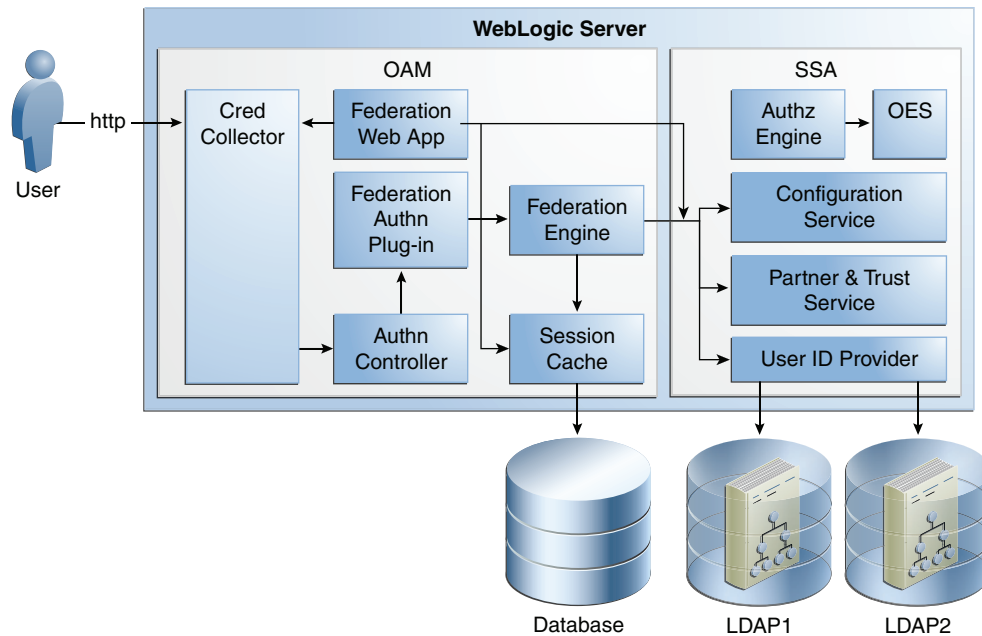 WebLogic Server
OAM
SSA
Cred
Collector
Federation
Web App
Authz
Engine
OES
http
User
Federation
Authn
Plug-in
Federation
Engine
Configuration
Service
Partner & Trust
Service
Authn
Controller
Session
Cache
User ID Provider
Database
LDAP1
LDAP2